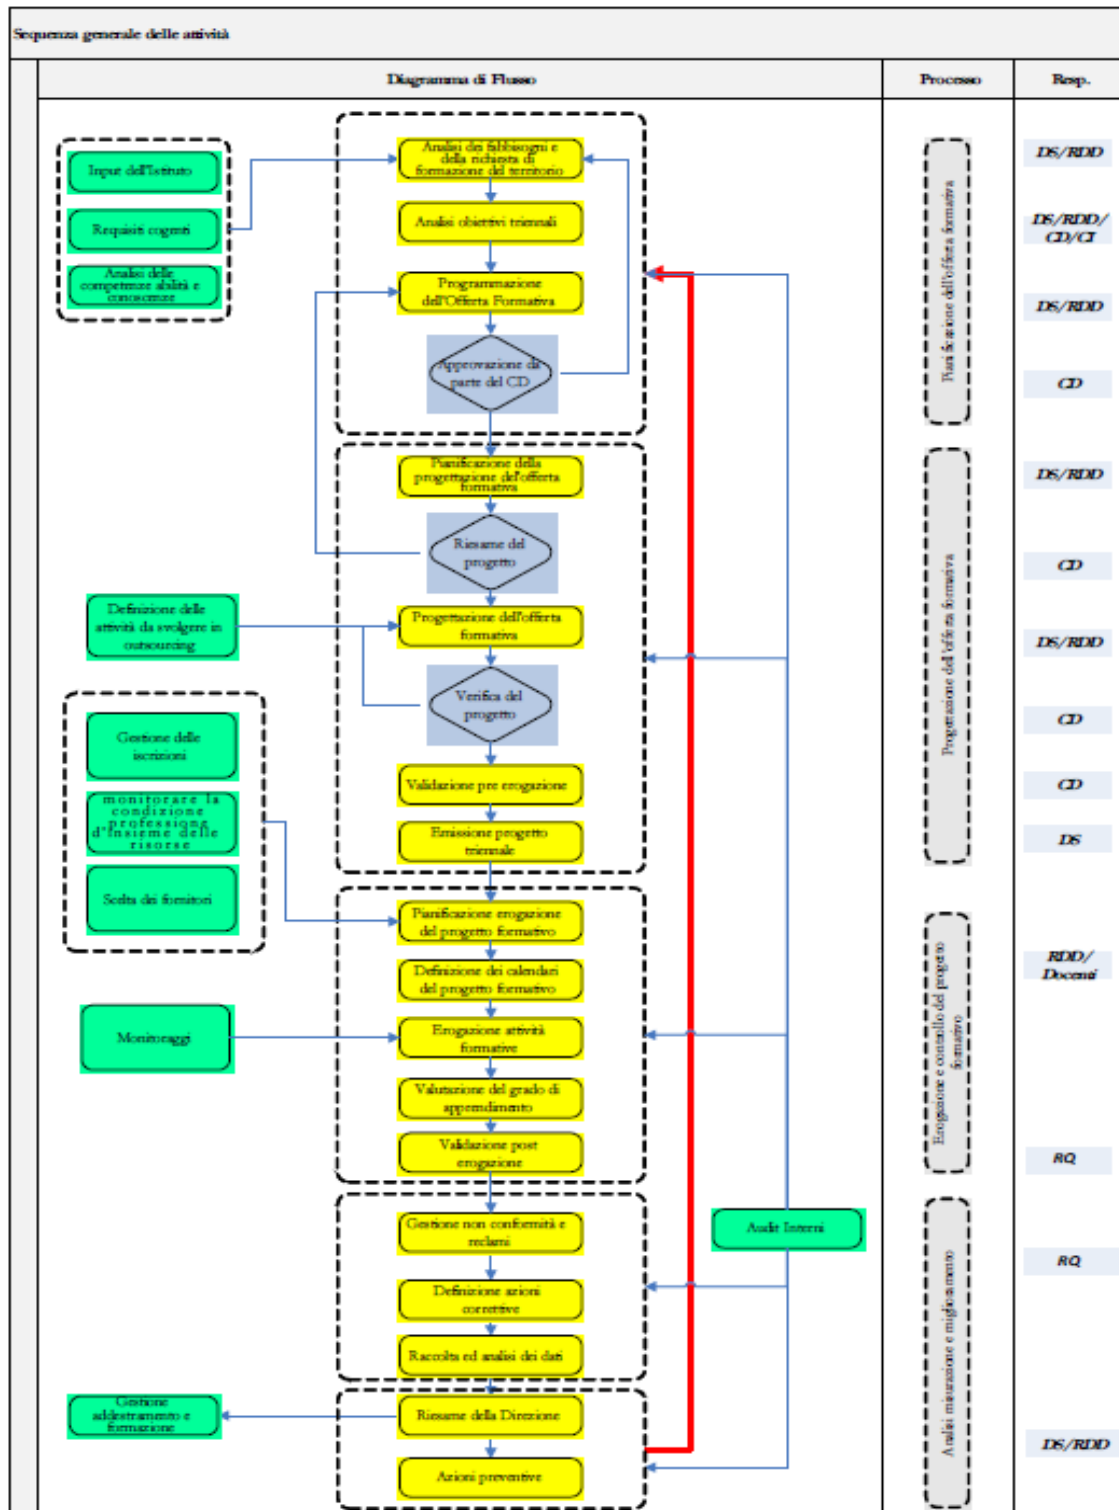 Sequenza generale delle attività
Diagramma di Flusso
Processo
Resp.
Input dell'Istituto
Requisiti cogenti
Analisi delle
competenze abilità e
conoscenze
Analisi dei fabbisogni e
della richiesta di
formazione del territorio
Analisi obiettivi triennali
Programmazione
dell'Offerta Formativa
Approvazione da
parte del CD
Pianificazione dell'offerta formativa
DS/RDD
DS/RDD/
CD/CI
DS/RDD
CD
Pianificazione della
progettazione del'offerta
formativa
Riesame del
progetto
Definizione delle
attività da svolgere in
outsourcing
Progettazione dell'offerta
formativa
Verifica del
progetto
Validazione pre erogazione
Emissione progetto
triennale
Progettazione dell'offerta formativa
DS/RDD
CD
DS/RDD
CD
CD
DS
Gestione delle
iscrizioni
monitorare la
condizione
professione
d'insieme delle
risorse
Scelta dei fornitori
Monitoraggi
Pianificazione erogazione
del progetto formativo
Definizione dei calendari
del progetto formativo
Erogazione attività
formative
Valutazione del grado di
apprendimento
Validazione post
erogazione
Erogazione e controllo del progetto
formativo
RDD/
Docenti
RQ
Gestione non conformità e
reclami
Definizione azioni
correttive
Raccolta ed analisi dei dati
Audit Interni
Gestione
addestramento e
formazione
Riesame della Direzione
Azioni preventive
Analisi misurazione e miglioramento
RQ
DS/RDD